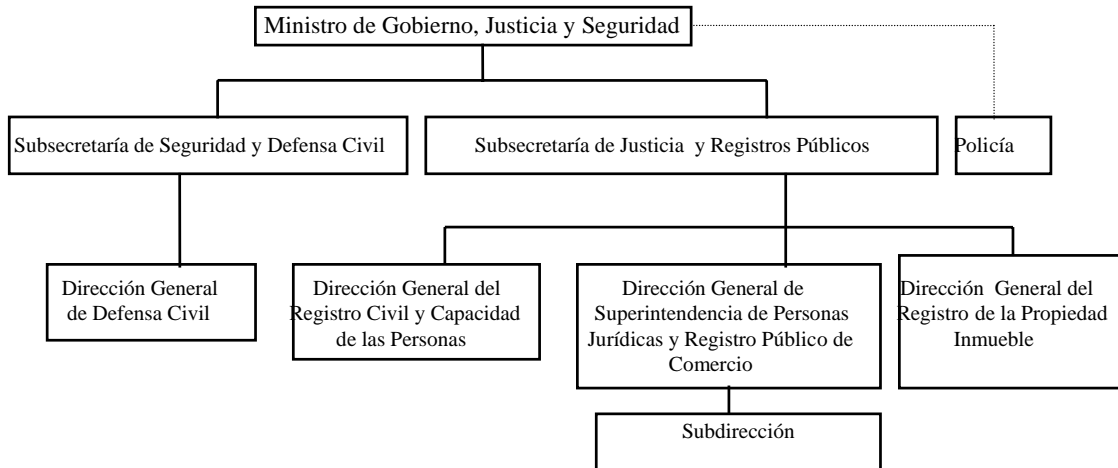 Ministro de Gobierno, Justicia y Seguridad
Subsecretaría de Seguridad y Defensa Civil
Subsecretaría de Justicia y Registros Públicos
Policía
Dirección General
de Defensa Civil
Dirección General del
Registro Civil y Capacidad
de las Personas
Dirección General de
Superintendencia de Personas
Jurídicas y Registro Público de
Comercio
Dirección General del
Registro de la Propiedad
Inmueble
Subdirección